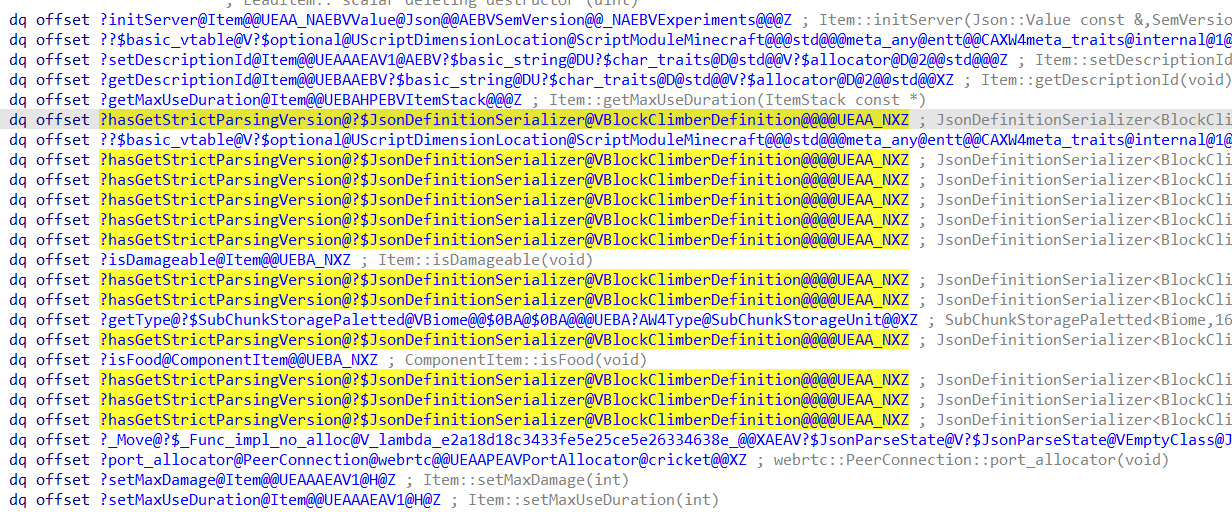 ; LeadItem:: scalar deleting destructor (uint)
dq offset ?initServer@Item@@UEAA_NAEBVValue@Json@@AEBVSemVersion@@_NAEBVExperiments@@@Z ; Item::initServer(Json::Value const &,SemVersio
dq offset ??$basic_vtable@V?$optional@UScriptDimensionLocation@ScriptModuleMinecraft@@@std@@@meta_any@entt@@CAXW4meta_traits@internal@1@
dq offset ?setDescriptionId@Item@@UEAAAEAV1@AEBV?$basic_string@DU?$char_traits@D@std@@V?$allocator@D@2@@std@@@Z ; Item::setDescriptionId
dq offset ?getDescriptionId@Item@@UEBAAEBV?$basic_string@DU?$char_traits@D@std@@V?$allocator@D@2@@std@@XZ ; Item::getDescriptionId(void)
dq offset ?getMaxUseDuration@Item@@UEBAHPEBVItemStack@@@Z ; Item::getMaxUseDuration(ItemStack const *)
dq offset ?hasGetStrictParsingVersion@?$JsonDefinitionSerializer@VBlockClimberDefinition@@@@UEAA_NXZ ; JsonDefinitionSerializer<BlockCli
dq offset ??$basic_vtable@V?$optional@UScriptDimensionLocation@ScriptModuleMinecraft@@@std@@@meta_any@entt@@CAXW4meta_traits@internal@1@
dq offset ?hasGetStrictParsingVersion@?$JsonDefinitionSerializer@VBlockClimberDefinition@@@@UEAA_NXZ ; JsonDefinitionSerializer<BlockCli
dq offset ?hasGetStrictParsingVersion@?$JsonDefinitionSerializer@VBlockClimberDefinition@@@@UEAA_NXZ ; JsonDefinitionSerializer<BlockCli
dq offset ?hasGetStrictParsingVersion@?$JsonDefinitionSerializer@VBlockClimberDefinition@@@@UEAA_NXZ ; JsonDefinitionSerializer<BlockCli
dq offset ?hasGetStrictParsingVersion@?$JsonDefinitionSerializer@VBlockClimberDefinition@@@@UEAA_NXZ ; JsonDefinitionSerializer<BlockCli
dq offset ?hasGetStrictParsingVersion@?$JsonDefinitionSerializer@VBlockClimberDefinition@@@@UEAA_NXZ ; JsonDefinitionSerializer<BlockCli
dq offset ?isDamageable@Item@@UEBA_NXZ ; Item::isDamageable(void)
dq offset ?hasGetStrictParsingVersion@?$JsonDefinitionSerializer@VBlockClimberDefinition@@@@UEAA_NXZ ; JsonDefinitionSerializer<BlockCli
dq offset ?hasGetStrictParsingVersion@?$JsonDefinitionSerializer@VBlockClimberDefinition@@@@UEAA_NXZ ; JsonDefinitionSerializer<BlockCli
dq offset ?getType@?$SubChunkStoragePaletted@VBiome@@$0BA@$0BA@@@UEBA?AW4Type@SubChunkStorageUnit@@XZ ; SubChunkStoragePaletted<Biome,16
dq offset ?hasGetStrictParsingVersion@?$JsonDefinitionSerializer@VBlockClimberDefinition@@@@UEAA_NXZ ; JsonDefinitionSerializer<BlockCli
dq offset ?isFood@ComponentItem@@UEBA_NXZ ; ComponentItem::isFood(void)
dq offset ?hasGetStrictParsingVersion@?$JsonDefinitionSerializer@VBlockClimberDefinition@@@@UEAA_NXZ ; JsonDefinitionSerializer<BlockCli
dq offset ?hasGetStrictParsingVersion@?$JsonDefinitionSerializer@VBlockClimberDefinition@@@@UEAA_NXZ ; JsonDefinitionSerializer<BlockCli
dq offset ?hasGetStrictParsingVersion@?$JsonDefinitionSerializer@VBlockClimberDefinition@@@@UEAA_NXZ ; JsonDefinitionSerializer<BlockCli
dq offset ?_Move@?$_Func_impl_no_alloc@V_lambda_e2a18d18c3433fe5e25ce5e26334638e_@@XAEAV?$JsonParseState@V?$JsonParseState@VEmptyClass@J
dq offset ?port_allocator@PeerConnection@webrtc@@UEAAPEAVPortAllocator@cricket@@XZ ; webrtc::PeerConnection::port_allocator(void)
dq offset ?setMaxDamage@Item@@UEAAAEAV1@H@Z ; Item::setMaxDamage(int)
dq offset ?setMaxUseDuration@Item@@UEAAAEAV1@H@Z ; Item::setMaxUseDuration(int)